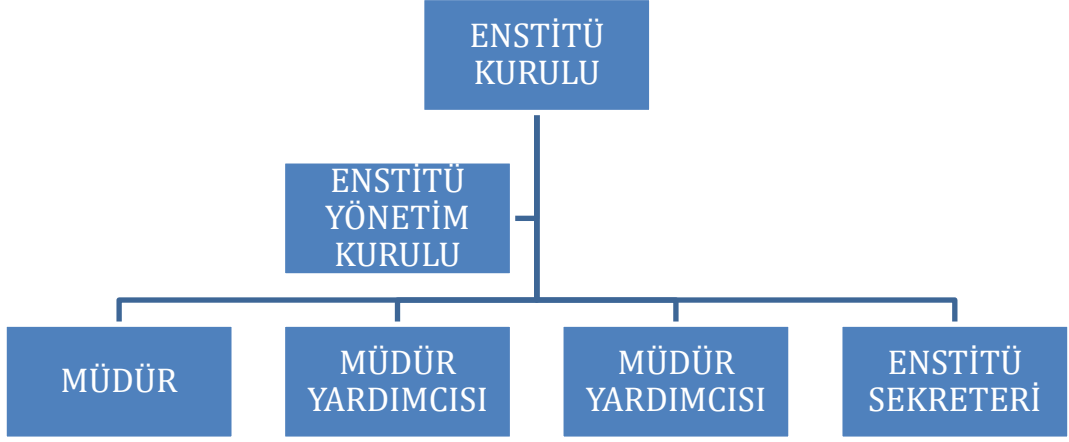 ENSTİTÜ
KURULU
ENSTİTÜ
YÖNETİM
KURULU
MÜDÜR
MÜDÜR
YARDIMCISI
MÜDÜR
YARDIMCISI
ENSTİTÜ
SEKRETERİ